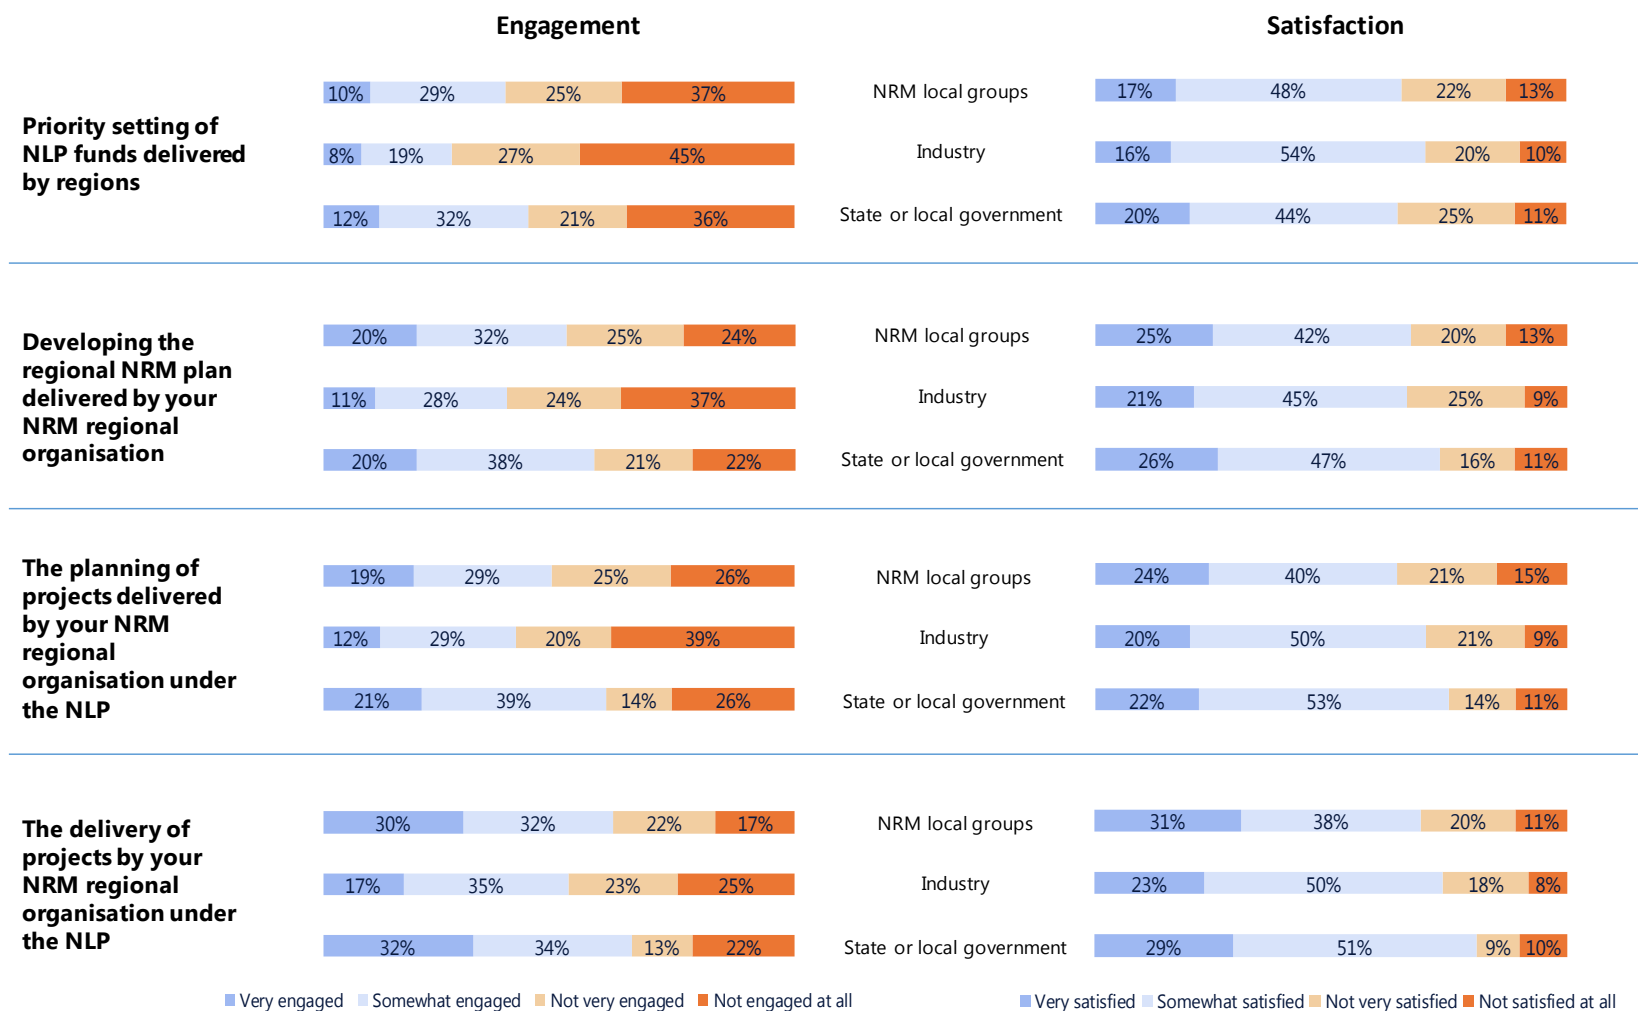 Engagement
Satisfaction
Priority setting of
NLP funds delivered
by regions
10% 29% 25% 37%
NRM local groups
17% 48% 22% 13%
8% 19% 27% 45%
Industry
16% 54% 20% 10%
12% 32% 21% 36%
State or local government
20% 44% 25% 11%
Developing the
regional NRM plan
delivered by your
NRM regional
organisation
20% 32% 25% 24%
NRM local groups
25% 42% 20% 13%
11% 28% 24% 37%
Industry
21% 45% 25% 9%
20% 38% 21% 22%
State or local government
26% 47% 16% 11%
The planning of
projects delivered
by your NRM
regional
organisation under
the NLP
19% 29% 25% 26%
NRM local groups
24% 40% 21% 15%
12% 29% 20% 39%
Industry
20% 50% 21% 9%
21% 39% 14% 26%
State or local government
22% 53% 14% 11%
The delivery of
projects by your
NRM regional
organisation under
the NLP
30% 32% 22% 17%
NRM local groups
31% 38% 20% 11%
17% 35% 23% 25%
Industry
23% 50% 18% 8%
32% 34% 13% 22%
State or local government
29% 51% 9% 10%
Very engaged Somewhat engaged Not very engaged Not engaged at all
Very satisfied Somewhat satisfied Not very satisfied Not satisfied at all